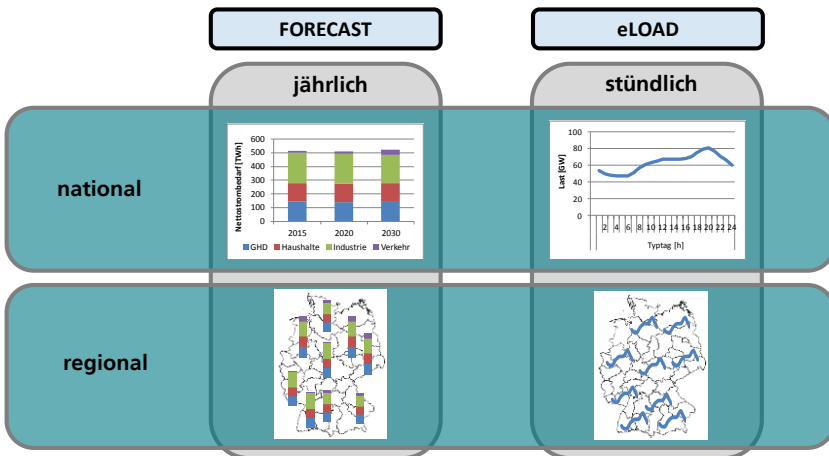 FORECAST
eLOAD
jährlich
stündlich
national
Nettostrombedarf [TWh]
600
500
400
300
200
100
0
2015 2020 2030
GHD Haushalte Industrie Verkehr
Last [GW]
100
80
60
40
20
0
2 4 6 8 10 12 14 16 18 20 22 24
Typtag [h]
regional